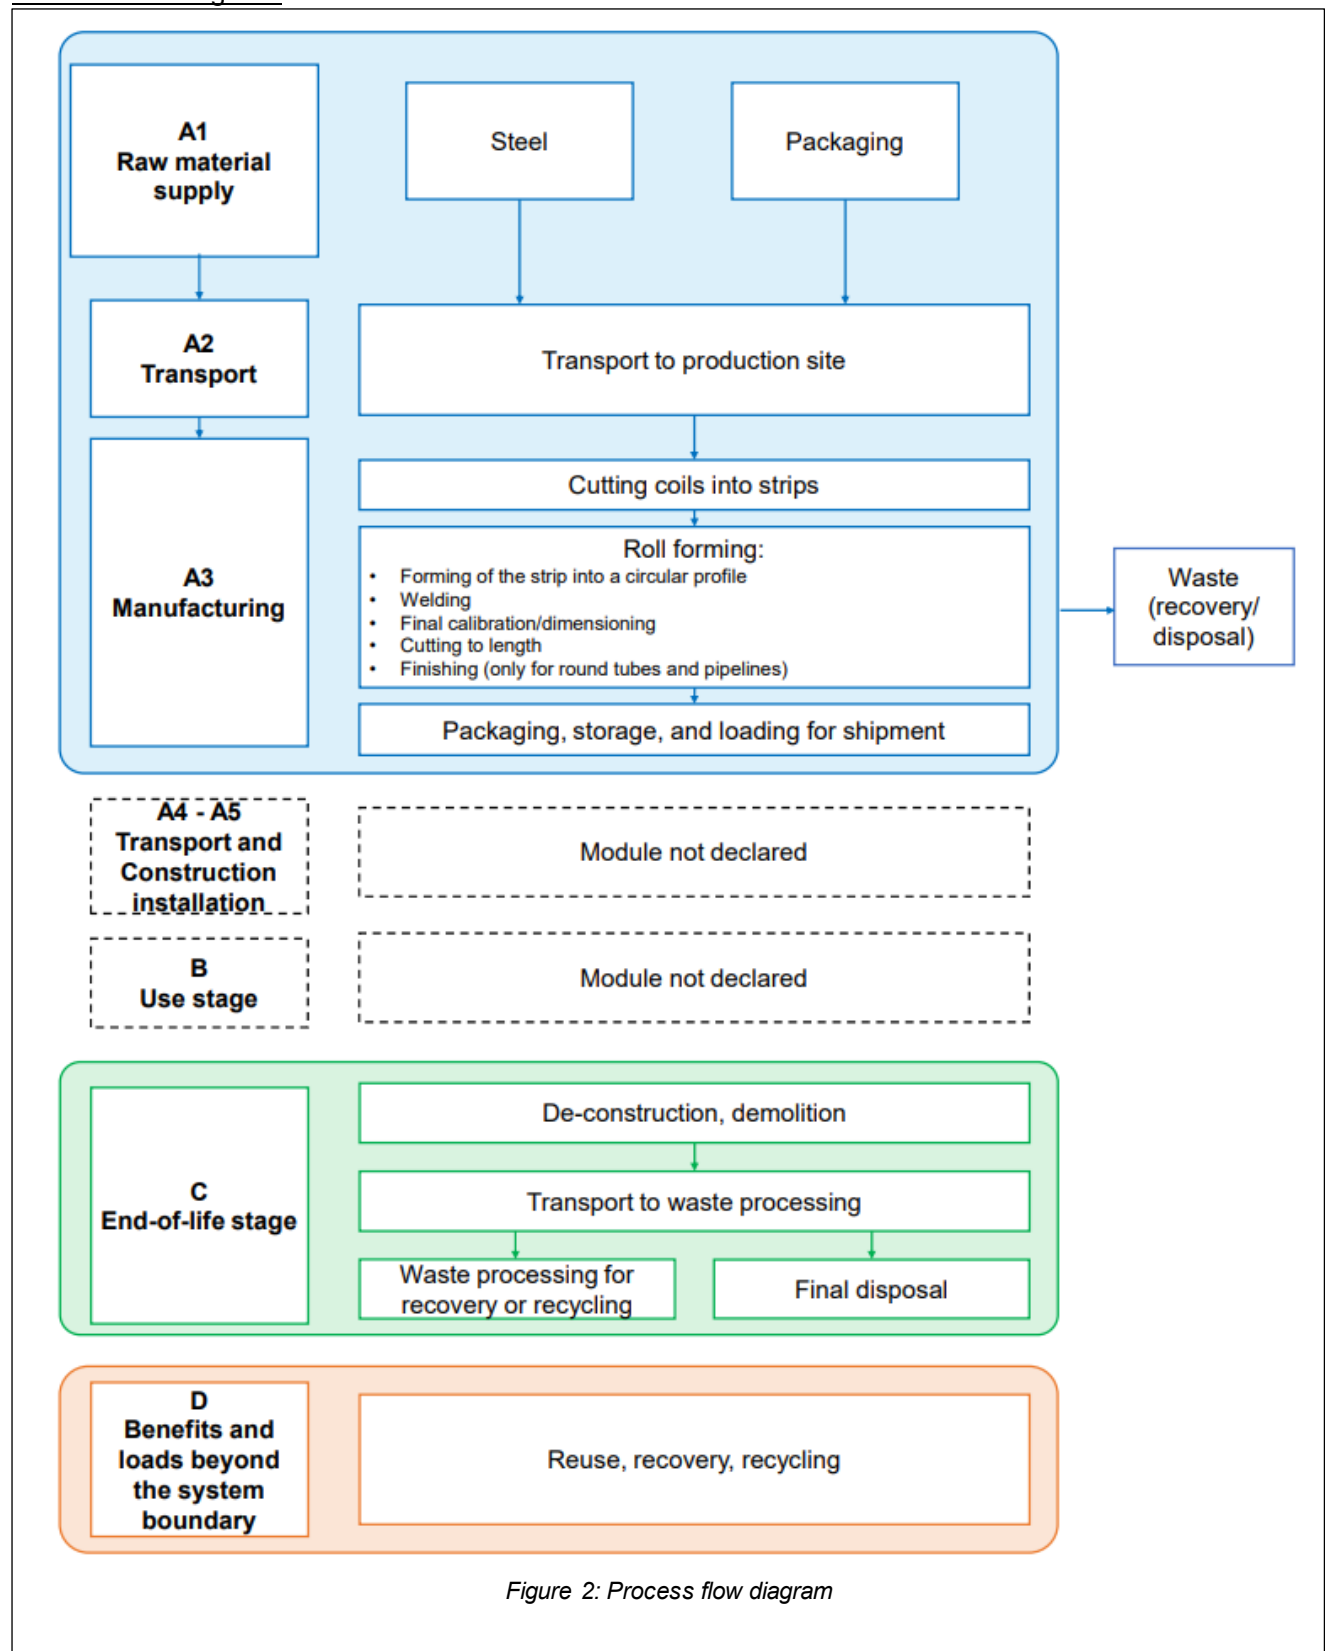 A1
Raw material
supply
Steel
Packaging
A2
Transport
Transport to production site
A3
Manufacturing
Cutting coils into strips
Roll forming:
• Forming of the strip into a circular profile
• Welding
• Final calibration/dimensioning
• Cutting to length
• Finishing (only for round tubes and pipelines)
Packaging, storage, and loading for shipment
Waste
(recovery/
disposal)
A4 - A5
Transport and
Construction
installation
Module not declared
B
Use stage
Module not declared
C
End-of-life stage
De-construction, demolition
Transport to waste processing
Waste processing for
recovery or recycling
Final disposal
D
Benefits and
loads beyond
the system
boundary
Reuse, recovery, recycling
Figure 2: Process flow diagram